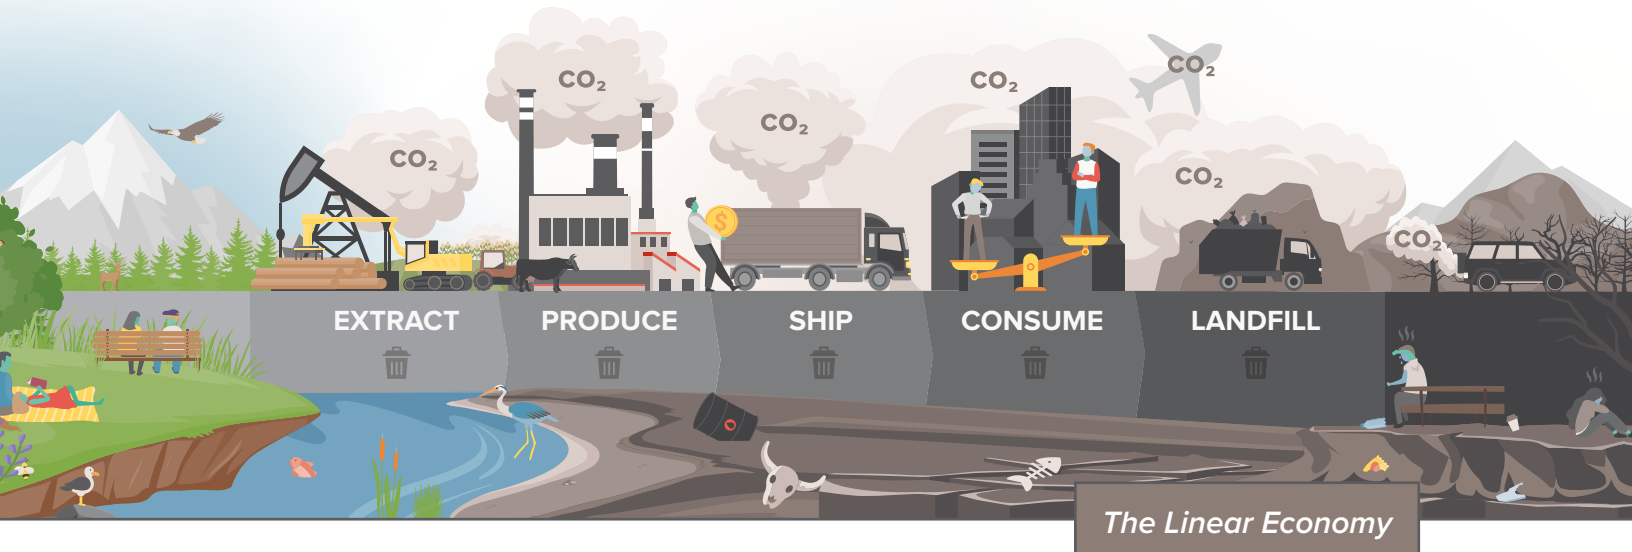 CO₂
CO₂
CO₂
CO₂
CO₂
CO₂
CO₂
$
EXTRACT
PRODUCE
SHIP
CONSUME
LANDFILL
The Linear Economy